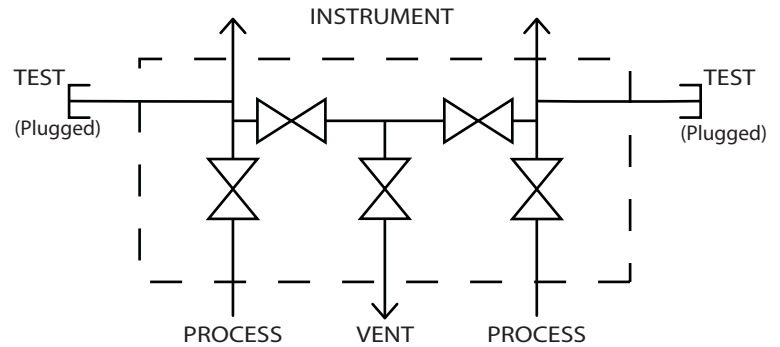 INSTRUMENT
TEST
(Plugged)
TEST
(Plugged)
PROCESS
VENT
PROCESS